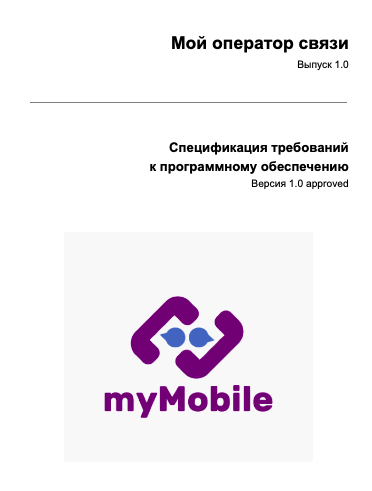 Мой оператор связи
Выпуск 1.0
Спецификация требований
к программному обеспечению
Версия 1.0 approved
myMobile